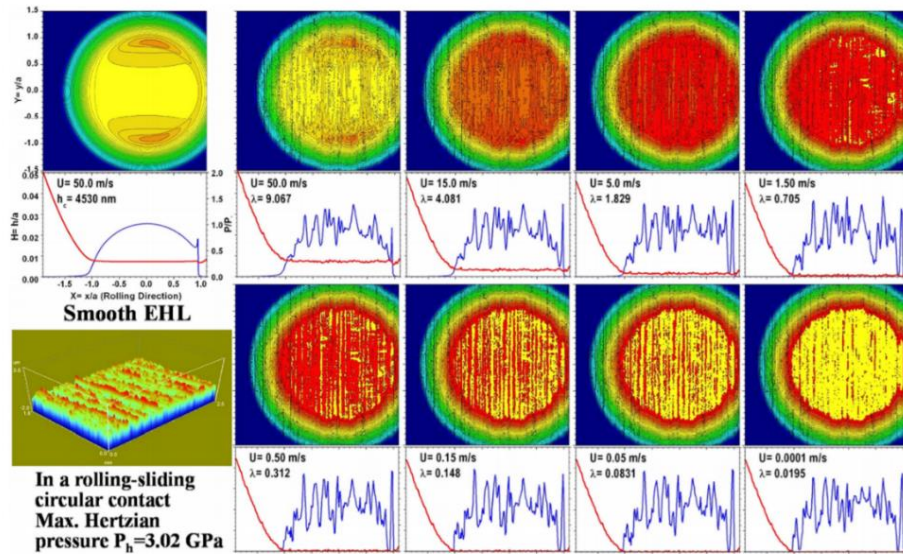 1.5
1.0
0.5
0.0
-0.5
-1.0
-1.5
Y= y/a
0.05
0.04
0.03
0.02
0.01
0.00
H= h/a
U= 50.0 m/s
h_c = 4530 nm
2.0
1.5
1.0
0.5
0.0
P/P
-1.5 -1.0 -0.5 0.0 0.5 1.0
X= x/a (Rolling Direction)
Smooth EHL
U= 50.0 m/s
λ= 9.067
U= 15.0 m/s
λ= 4.081
U= 5.0 m/s
λ= 1.829
U= 1.50 m/s
λ= 0.705
U= 0.50 m/s
λ= 0.312
U= 0.15 m/s
λ= 0.148
U= 0.05 m/s
λ= 0.0831
U= 0.0001 m/s
λ= 0.0195
In a rolling-sliding
circular contact
Max. Hertzian
pressure P_h=3.02 GPa